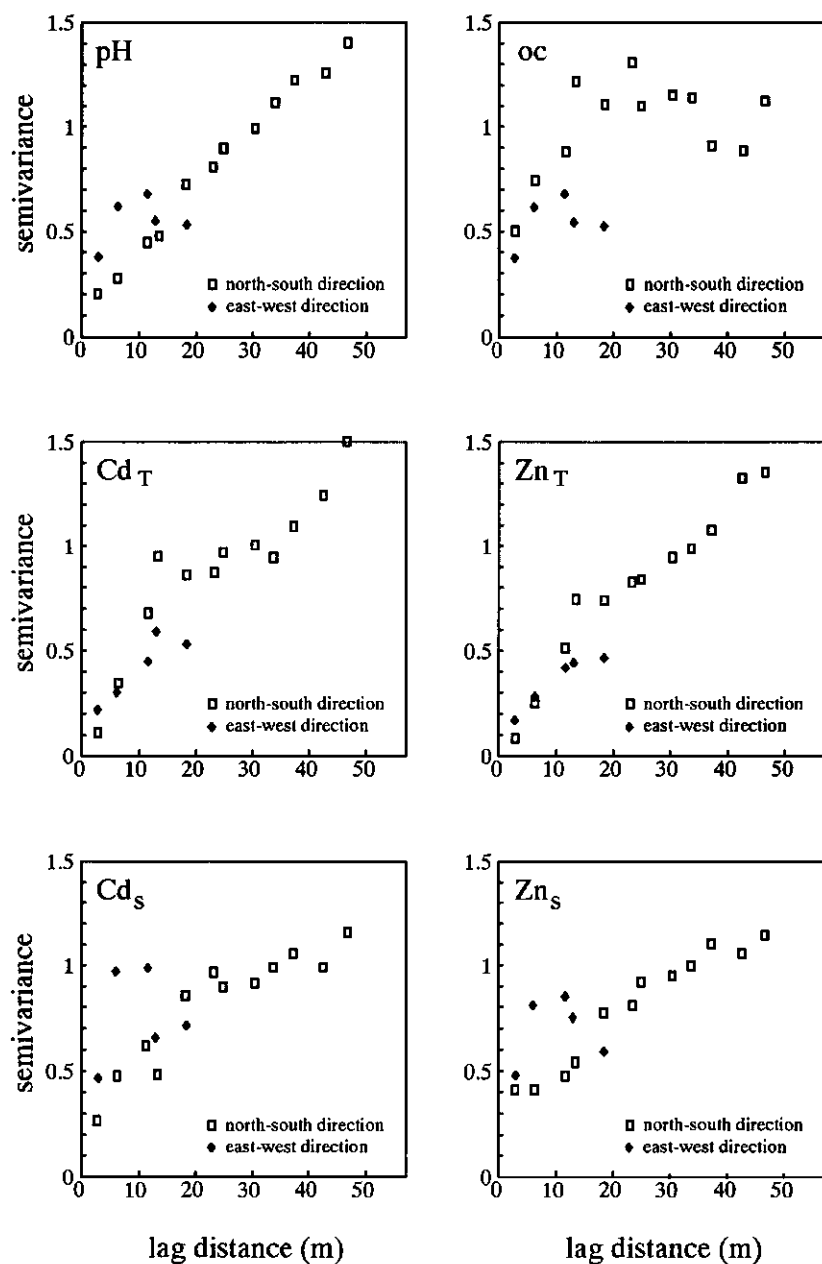 1.5
pH
1
0.5
0
semivariance
north-south direction
east-west direction
0 10 20 30 40 50
1.5
oc
1
0.5
0
north-south direction
east-west direction
0 10 20 30 40 50
1.5
Cd T
1
0.5
0
semivariance
north-south direction
east-west direction
0 10 20 30 40 50
1.5
Zn T
1
0.5
0
north-south direction
east-west direction
0 10 20 30 40 50
1.5
Cd s
1
0.5
0
semivariance
north-south direction
east-west direction
0 10 20 30 40 50
lag distance (m)
1.5
Zn s
1
0.5
0
north-south direction
east-west direction
0 10 20 30 40 50
lag distance (m)